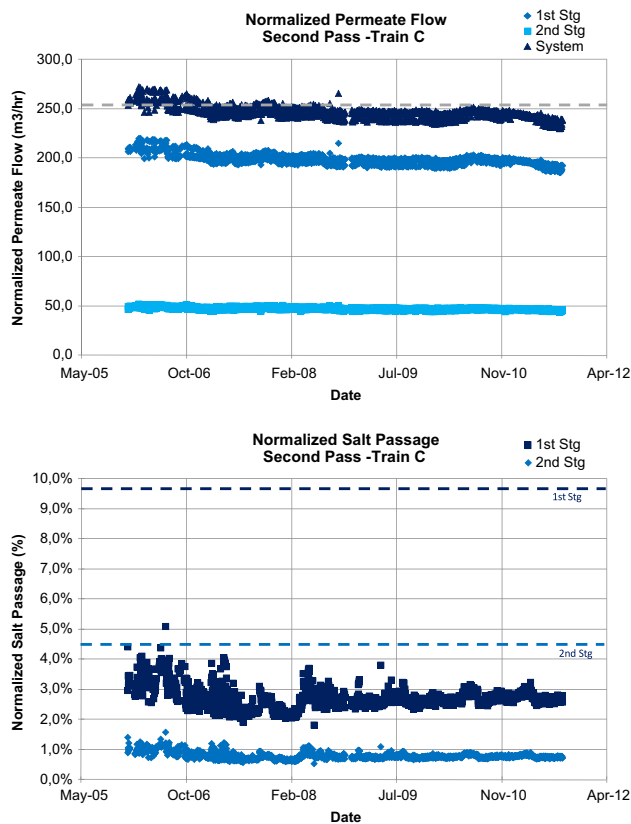 Normalized Permeate Flow
Second Pass -Train C
1st Stg
2nd Stg
System
300,0
250,0
200,0
150,0
100,0
50,0
0,0
Normalized Permeate Flow (m3/hr)
May-05
Oct-06
Feb-08
Jul-09
Nov-10
Apr-12
Date
Normalized Salt Passage
Second Pass -Train C
1st Stg
2nd Stg
10,0%
9,0%
8,0%
7,0%
6,0%
5,0%
4,0%
3,0%
2,0%
1,0%
0,0%
Normalized Salt Passage (%)
1st Stg
2nd Stg
May-05
Oct-06
Feb-08
Jul-09
Nov-10
Apr-12
Date